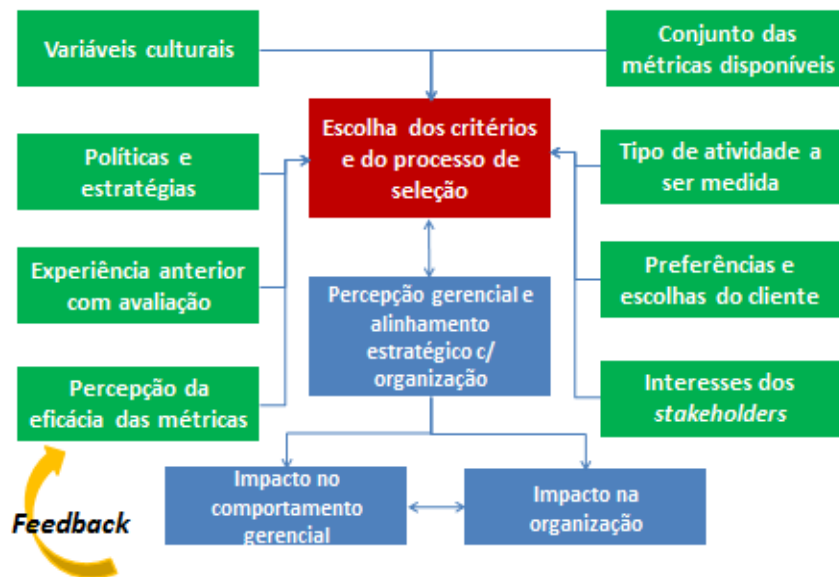 Variáveis culturais
Conjunto das
métricas disponíveis
Escolha dos critérios
e do processo de
seleção
Políticas e
estratégias
Tipo de atividade a
ser medida
Experiência anterior
com avaliação
Preferências e
escolhas do cliente
Percepção gerencial e
alinhamento
estratégico c/
organização
Percepção da
eficácia das métricas
Interesses dos
stakeholders
Impacto no
comportamento
gerencial
Impacto na
organização
Feedback